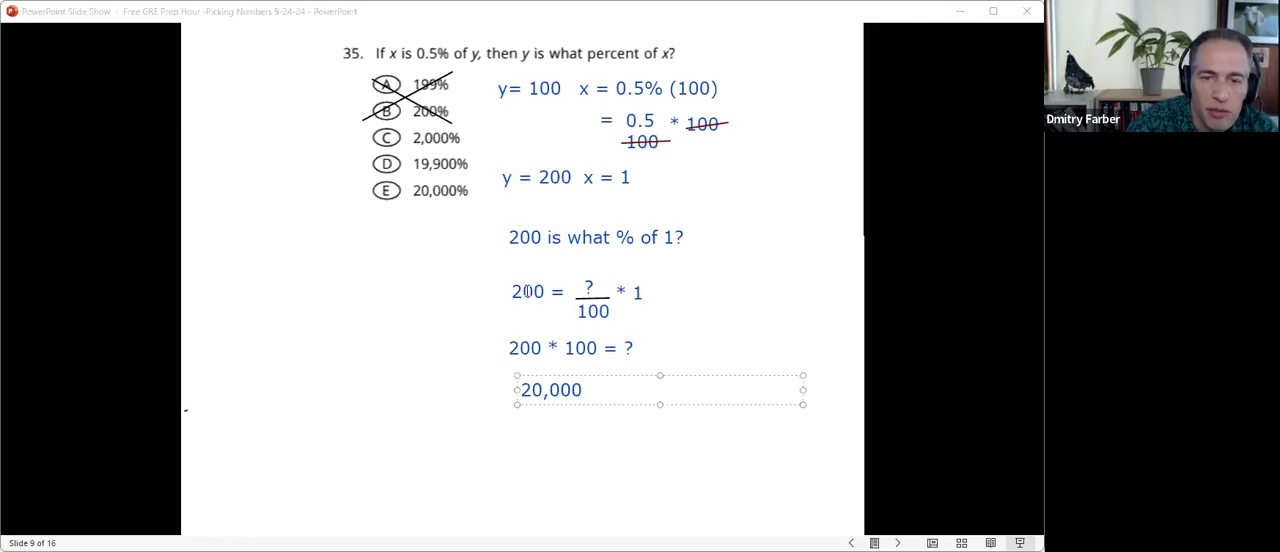 PowerPoint Slide Show - Free GRE Prep Hour -Picking Numbers 9-24-24 - PowerPoint
35. If x is 0.5% of y, then y is what percent of x?
A 199%
B 200%
C 2,000%
D 19,900%
E 20,000%
y= 100 x = 0.5% (100)
= 0.5 * 100
100
y = 200 x = 1
200 is what % of 1?
200 = ? * 1
100
200 * 100 = ?
20,000
Dmitry Farber
Slide 9 of 16